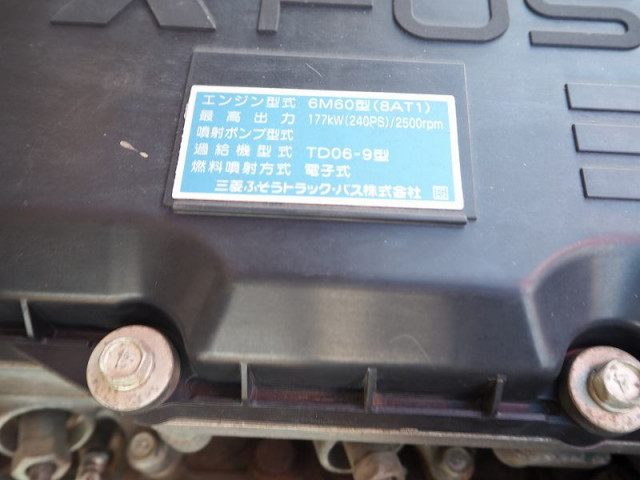 XFUS
エンジン型式 6M60型(8AT1)
最高出力 177kW(240PS)/2500rpm
噴射ポンプ型式
過給機型式 TD06-9型
燃料噴射方式 電子式
三菱ふそうトラック・バス株式会社